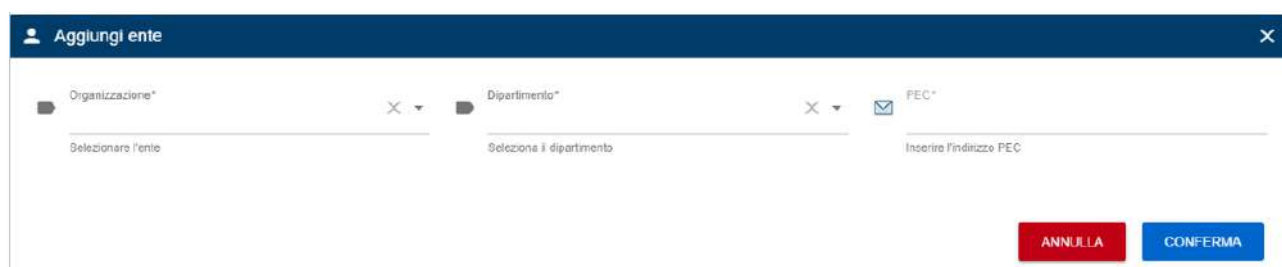 Aggiungi ente
Organizzazione*
Dipartimento*
PEC*
Selezionare l'ente
Seleziona il dipartimento
Inserire l'indirizzo PEC
ANNULLA
CONFERMA